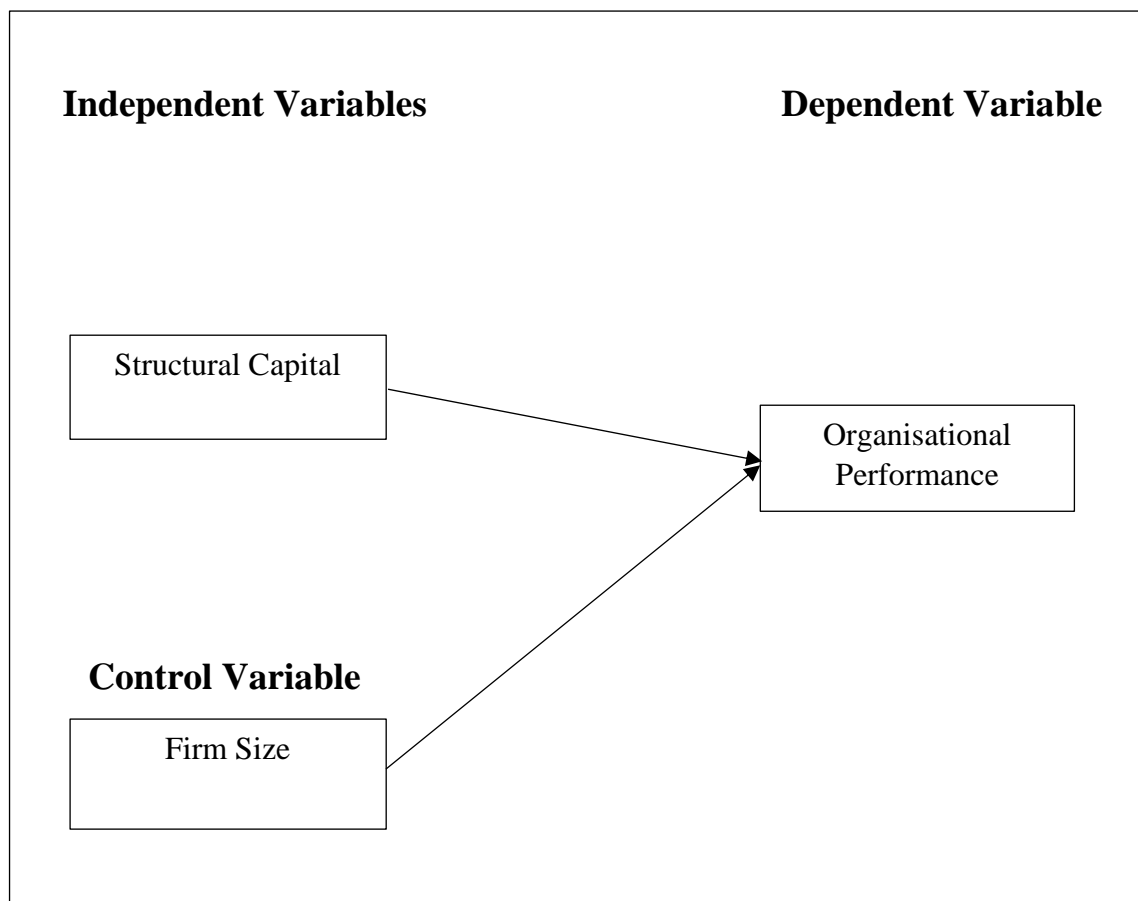 Independent Variables
Dependent Variable
Structural Capital
Organisational
Performance
Control Variable
Firm Size